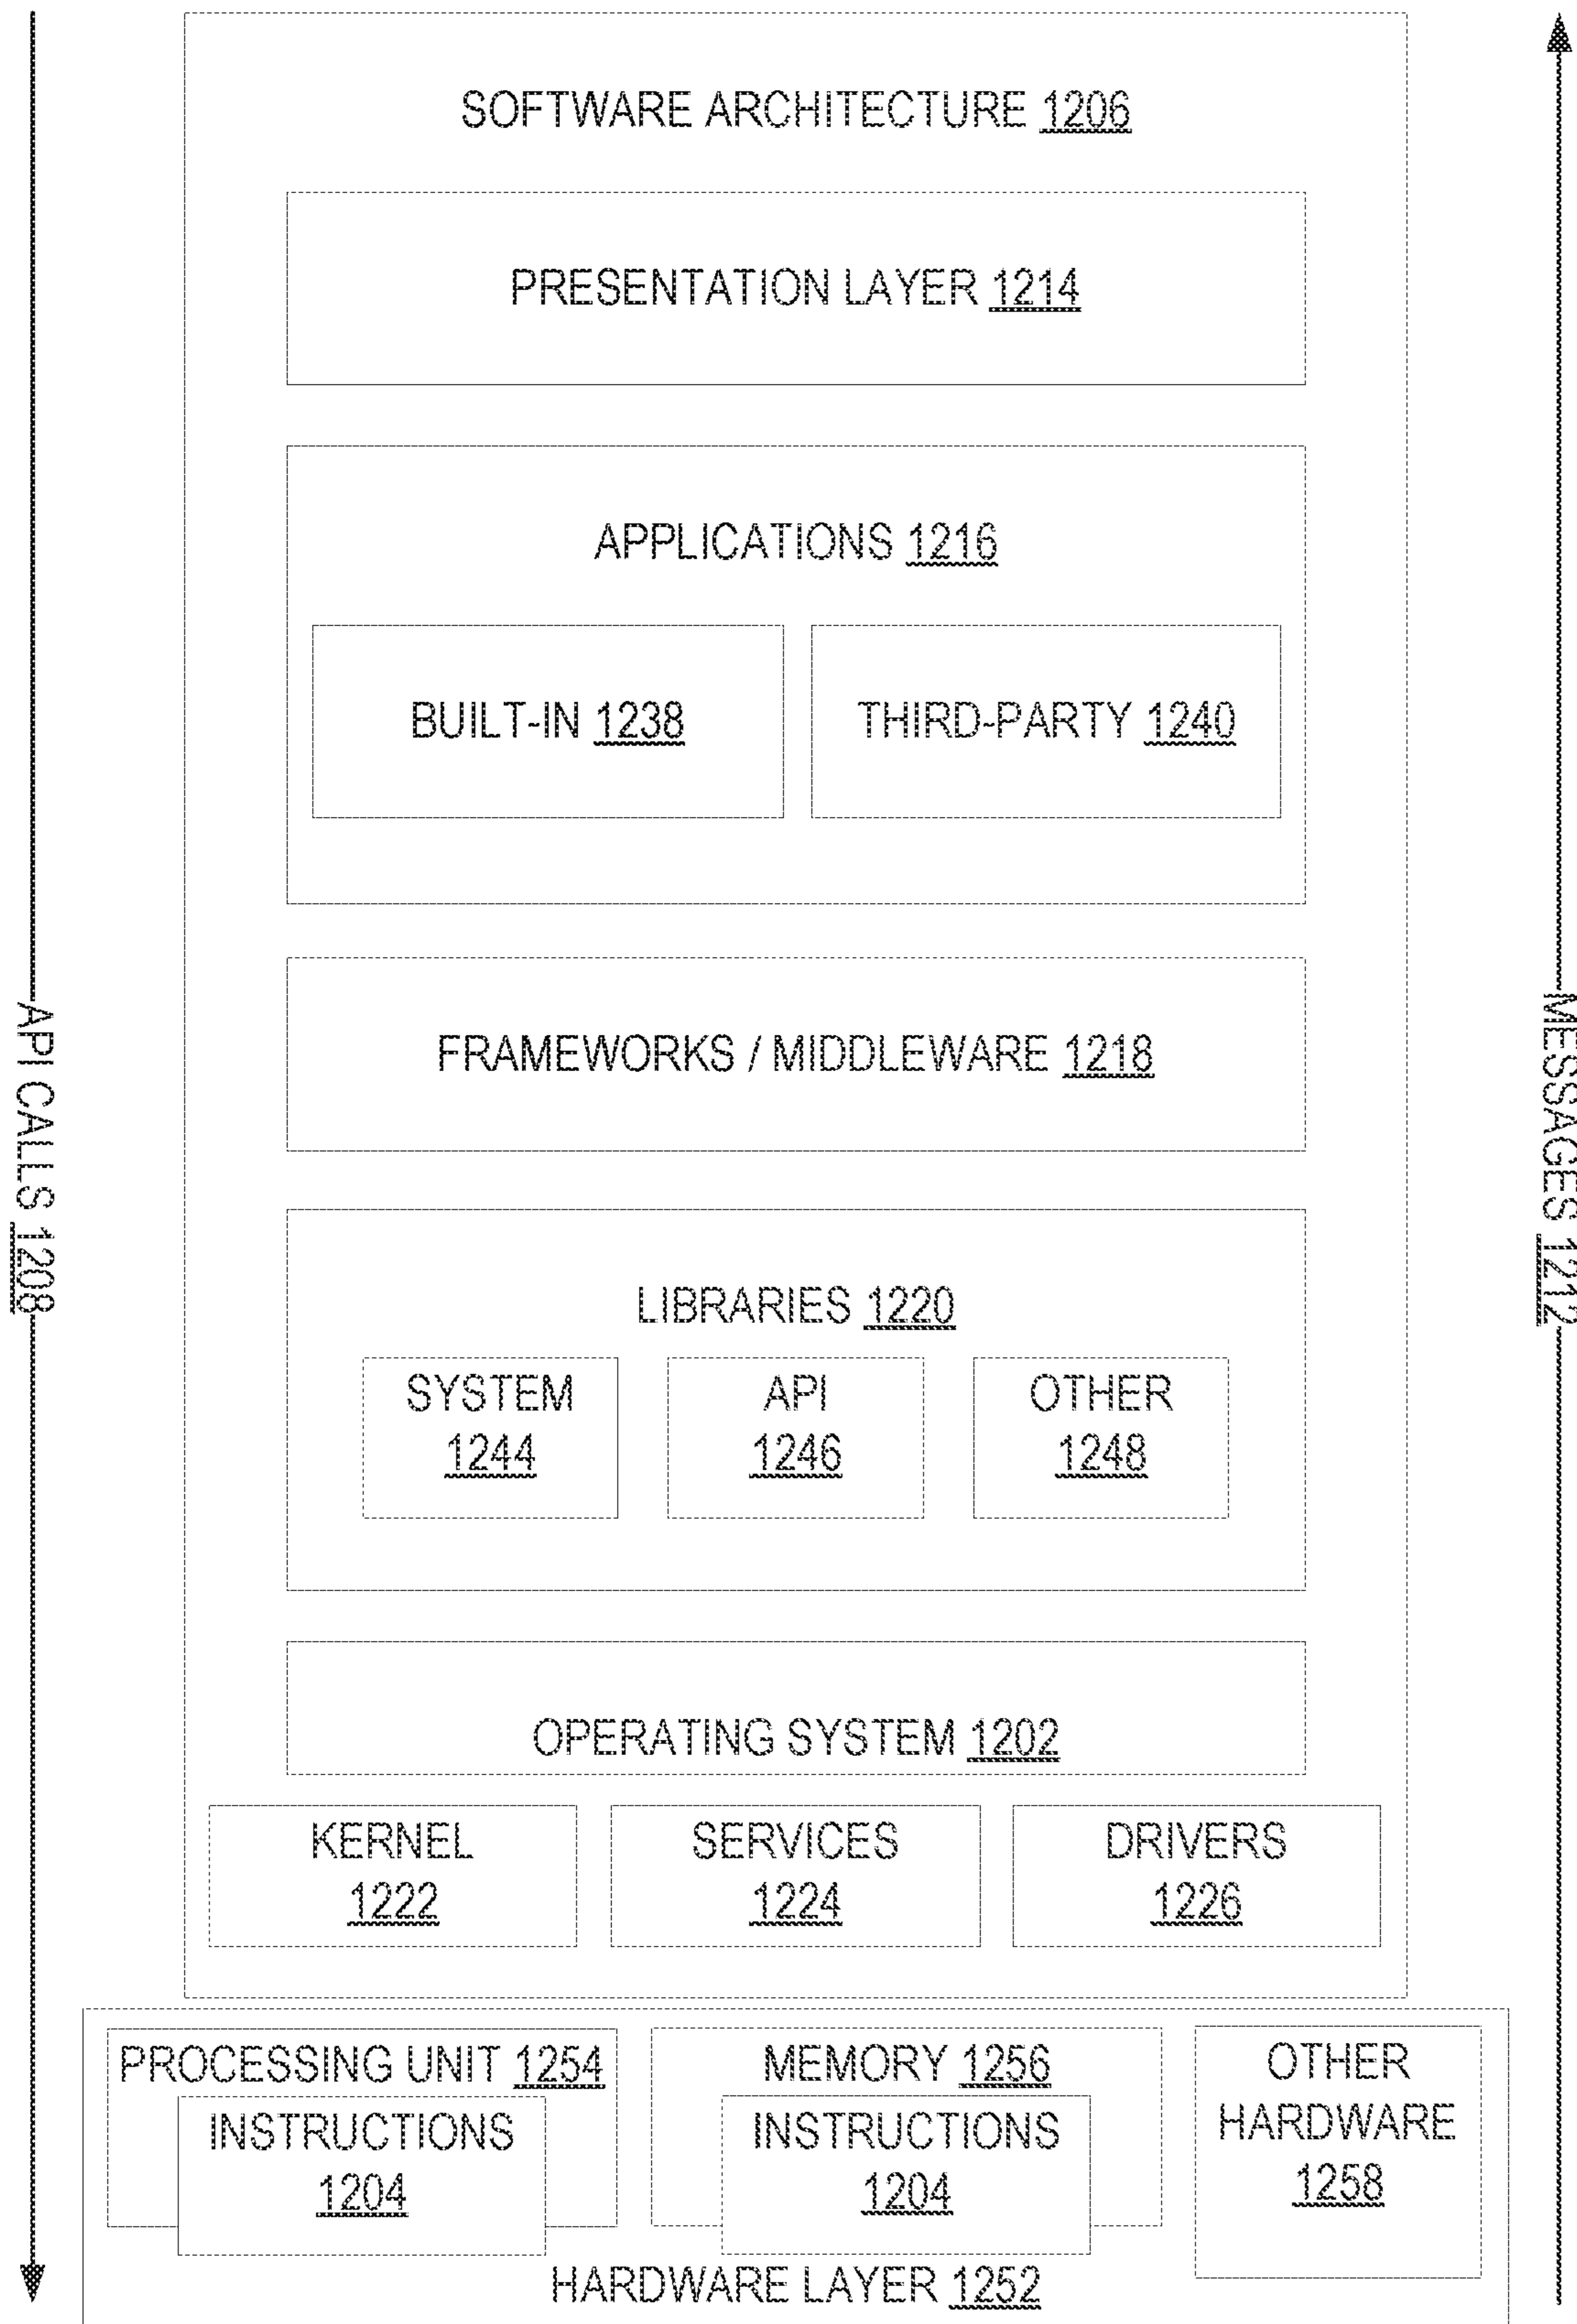 SOFTWARE ARCHITECTURE 1206
PRESENTATION LAYER 1214
APPLICATIONS 1216
BUILT-IN 1238
THIRD-PARTY 1240
FRAMEWORKS / MIDDLEWARE 1218
API CALLS 1208
MESSAGES 1212
LIBRARIES 1220
SYSTEM
1244
API
1246
OTHER
1248
OPERATING SYSTEM 1202
KERNEL
1222
SERVICES
1224
DRIVERS
1226
PROCESSING UNIT 1254
INSTRUCTIONS
1204
MEMORY 1256
INSTRUCTIONS
1204
OTHER
HARDWARE
1258
HARDWARE LAYER 1252